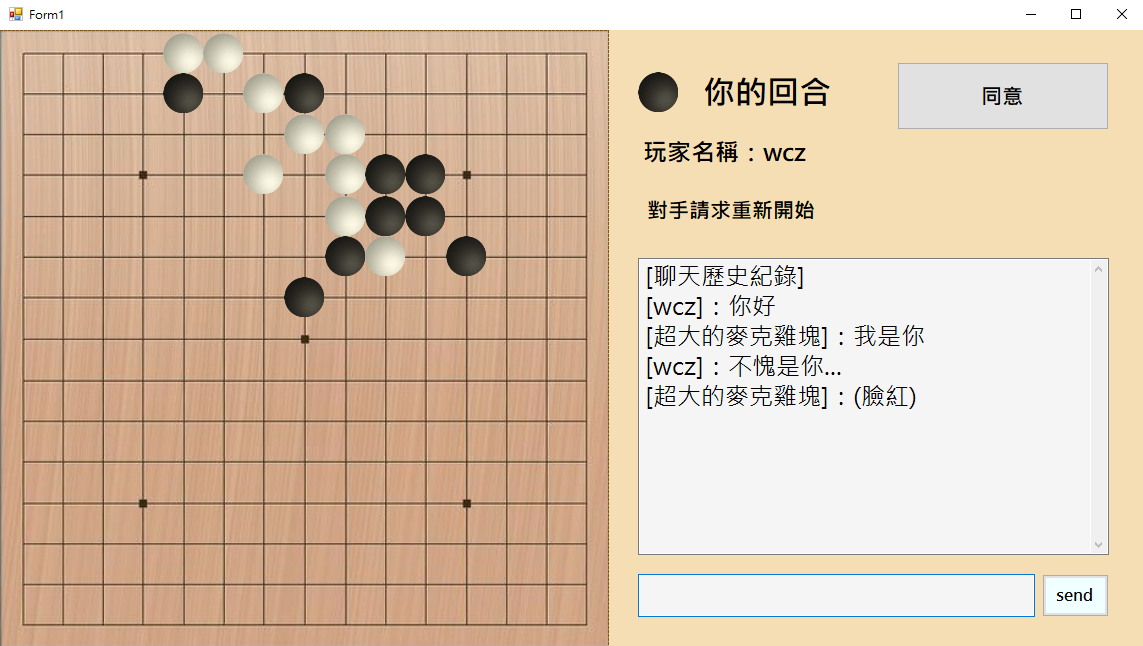 Form1
你的回合
同意
玩家名稱：wcz
對手請求重新開始
[聊天歷史紀錄]
[wcz]：你好
[超大的麥克雞塊]：我是你
[wcz]：不愧是你...
[超大的麥克雞塊]：(臉紅)
send